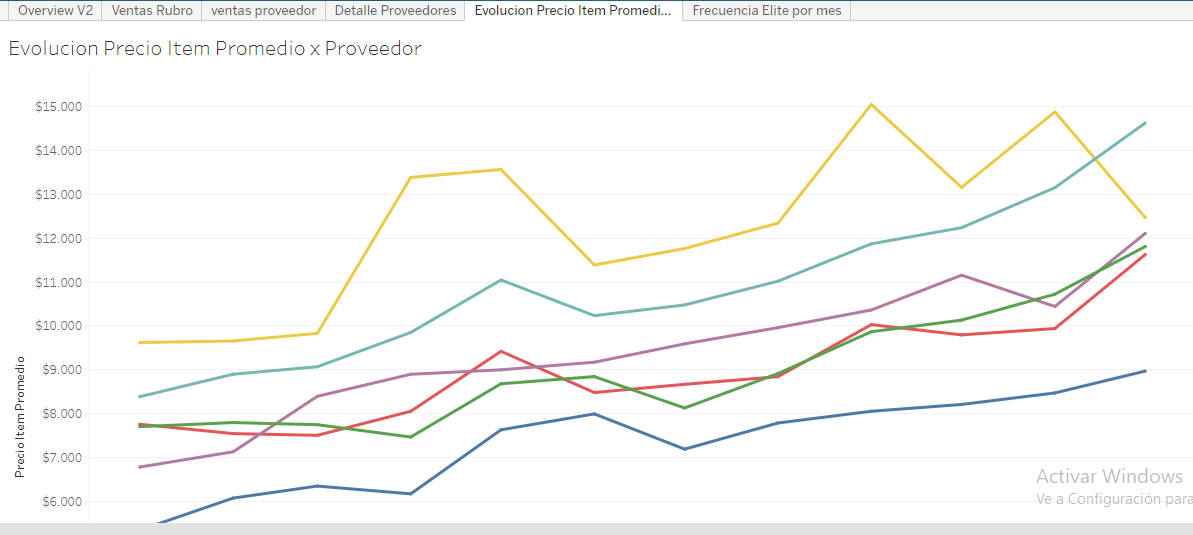 Overview V2
Ventas Rubro
ventas proveedor
Detalle Proveedores
Evolucion Precio Item Promedi...
Frecuencia Elite por mes
Evolucion Precio Item Promedio x Proveedor
$15.000
$14.000
$13.000
$12.000
$11.000
$10.000
$9.000
$8.000
$7.000
$6.000
Precio Item Promedio
Activar Windows
Ve a Configuración para